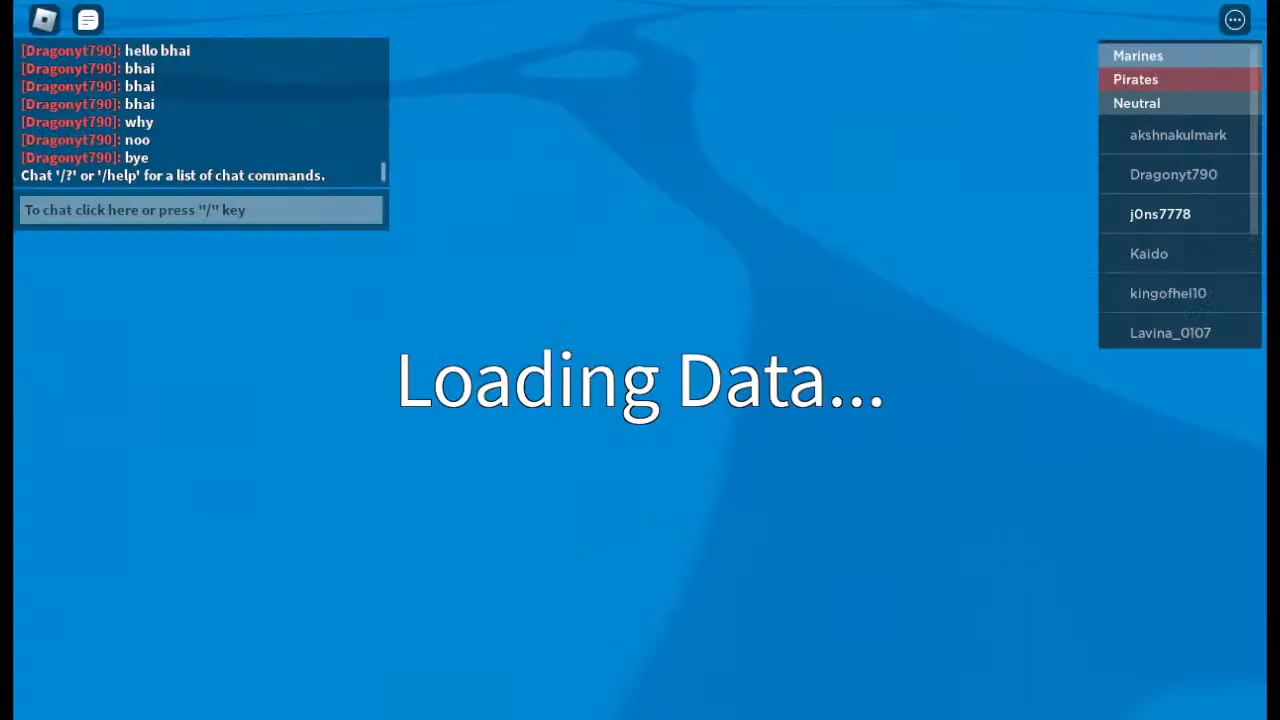 [Dragonyt790]: hello bhai
[Dragonyt790]: bhai
[Dragonyt790]: bhai
[Dragonyt790]: bhai
[Dragonyt790]: why
[Dragonyt790]: noo
[Dragonyt790]: bye
Chat '/?' or '/help' for a list of chat commands.
To chat click here or press "/" key
Marines
Pirates
Neutral
akshnakulmark
Dragonyt790
j0ns7778
Kaido
kingofhel10
Lavina_0107
Loading Data...